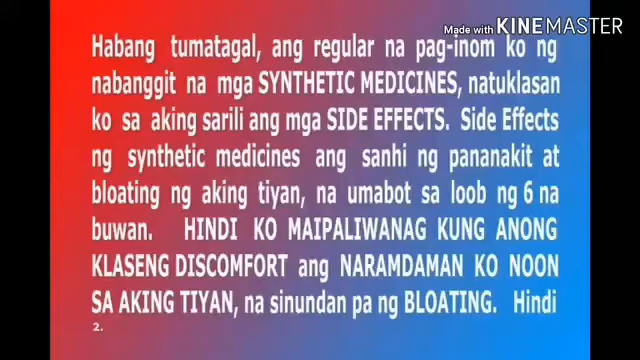 Made with KINEMASTER
Habang tumatagal, ang regular na pag-inom ko ng
nabanggit na mga SYNTHETIC MEDICINES, natuklasan
ko sa aking sarili ang mga SIDE EFFECTS. Side Effects
ng synthetic medicines ang sanhi ng pananakit at
bloating ng aking tiyan, na umabot sa loob ng 6 na
buwan. HINDI KO MAIPALIWANAG KUNG ANONG
KLASENG DISCOMFORT ang NARAMDAMAN KO NOON
SA AKING TIYAN, na sinundan pa ng BLOATING. Hindi
2.